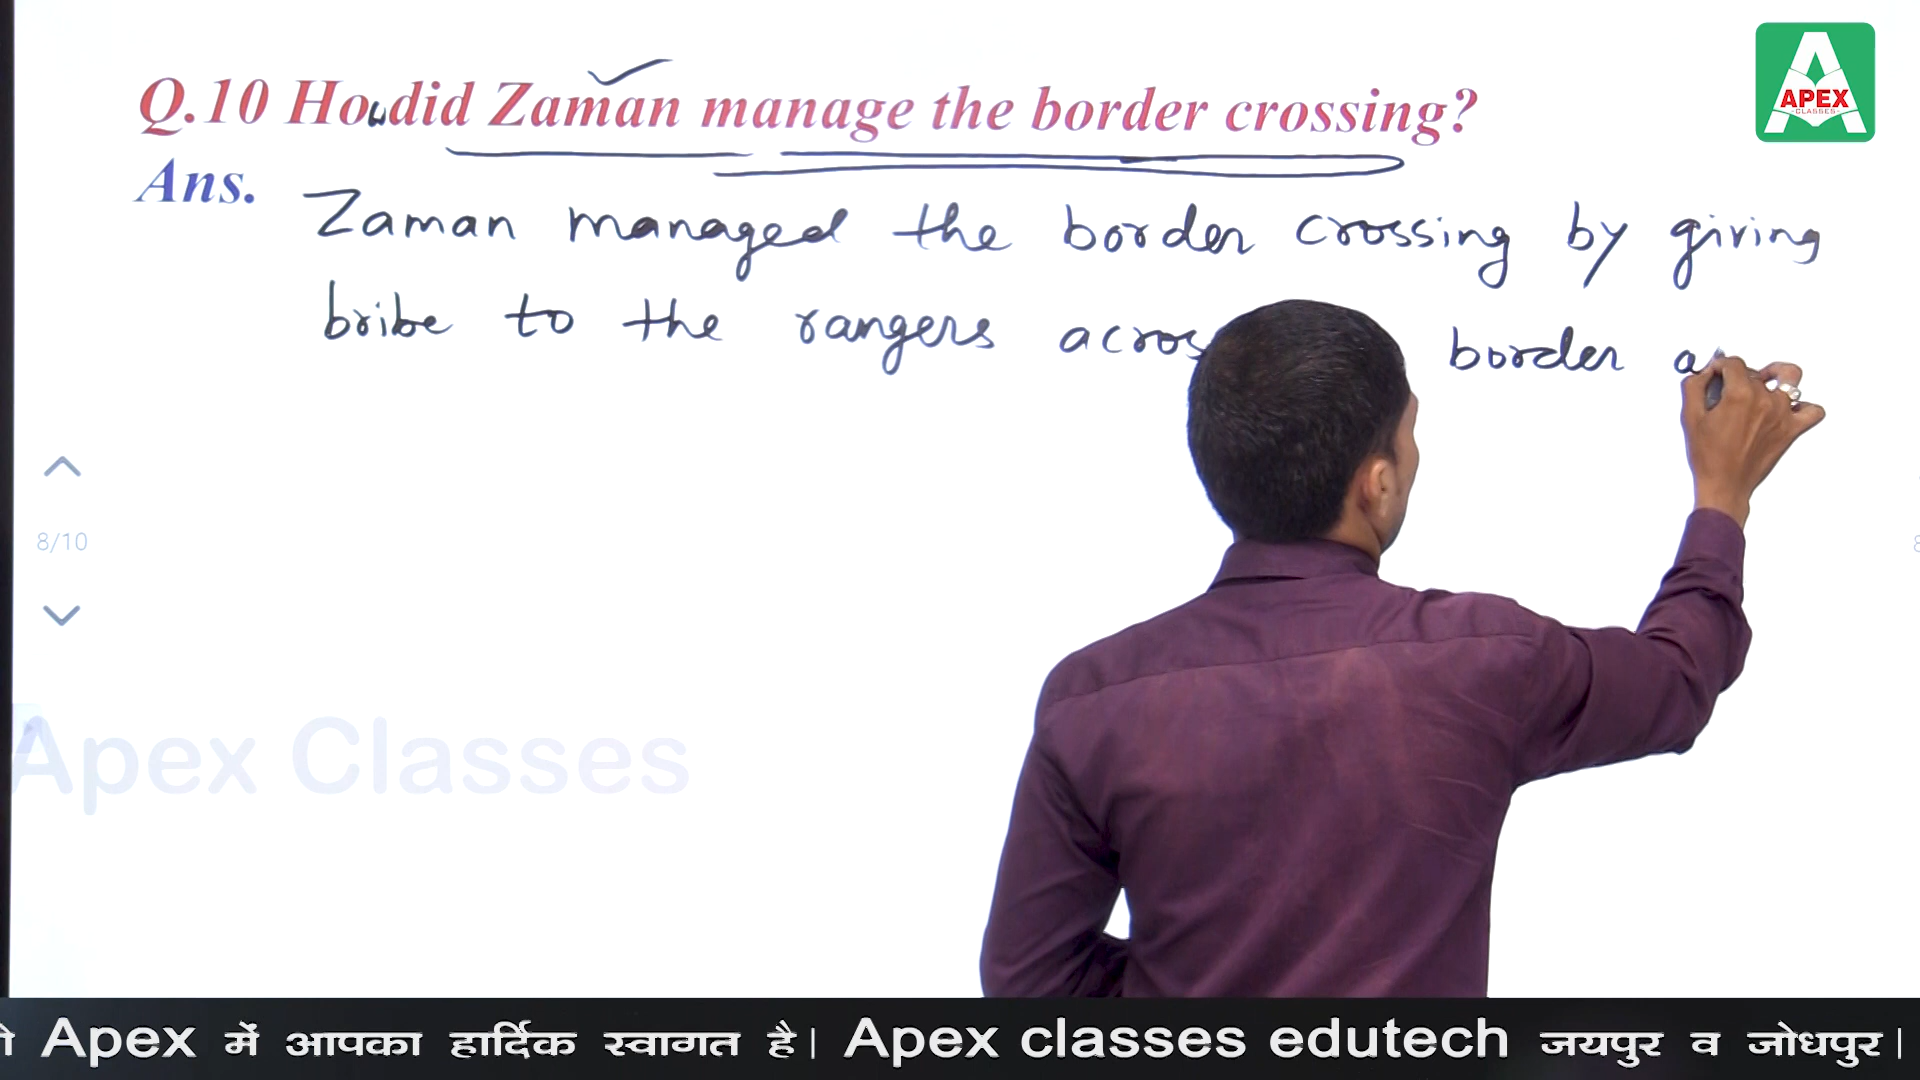 APEX
CLASSES
Q.10 How did Zaman manage the border crossing?
Ans.
Zaman managed the border crossing by giving
bribe to the rangers across border
8/10
Apex Classes
Apex में आपका हार्दिक स्वागत है। Apex classes edutech जयपुर व जोधपुर।